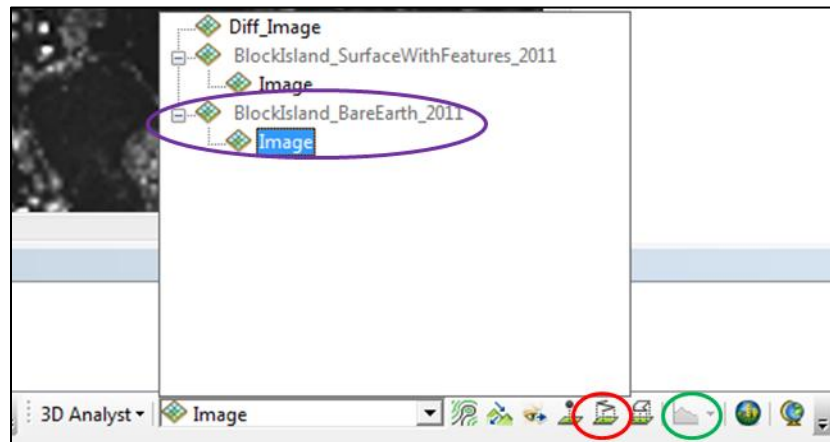 Diff_Image
BlockIsland_SurfaceWithFeatures_2011
Image
BlockIsland_BareEarth_2011
Image
3D Analyst Image